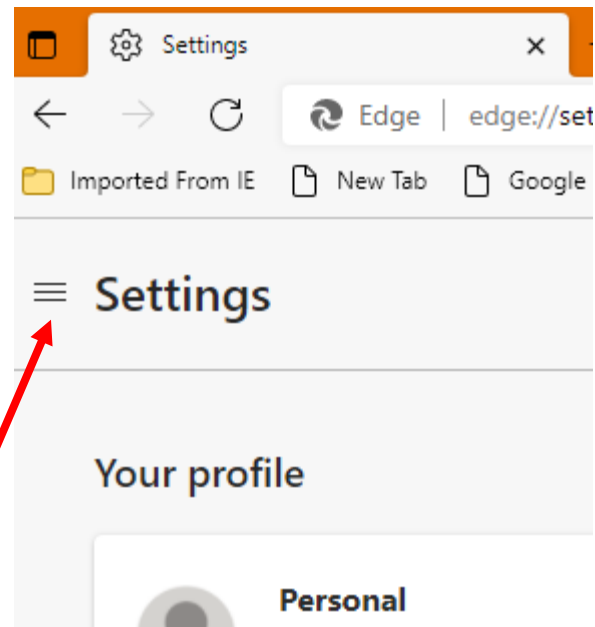 Settings
Edge | edge://set
Imported From IE New Tab Google
Settings
Your profile
Personal